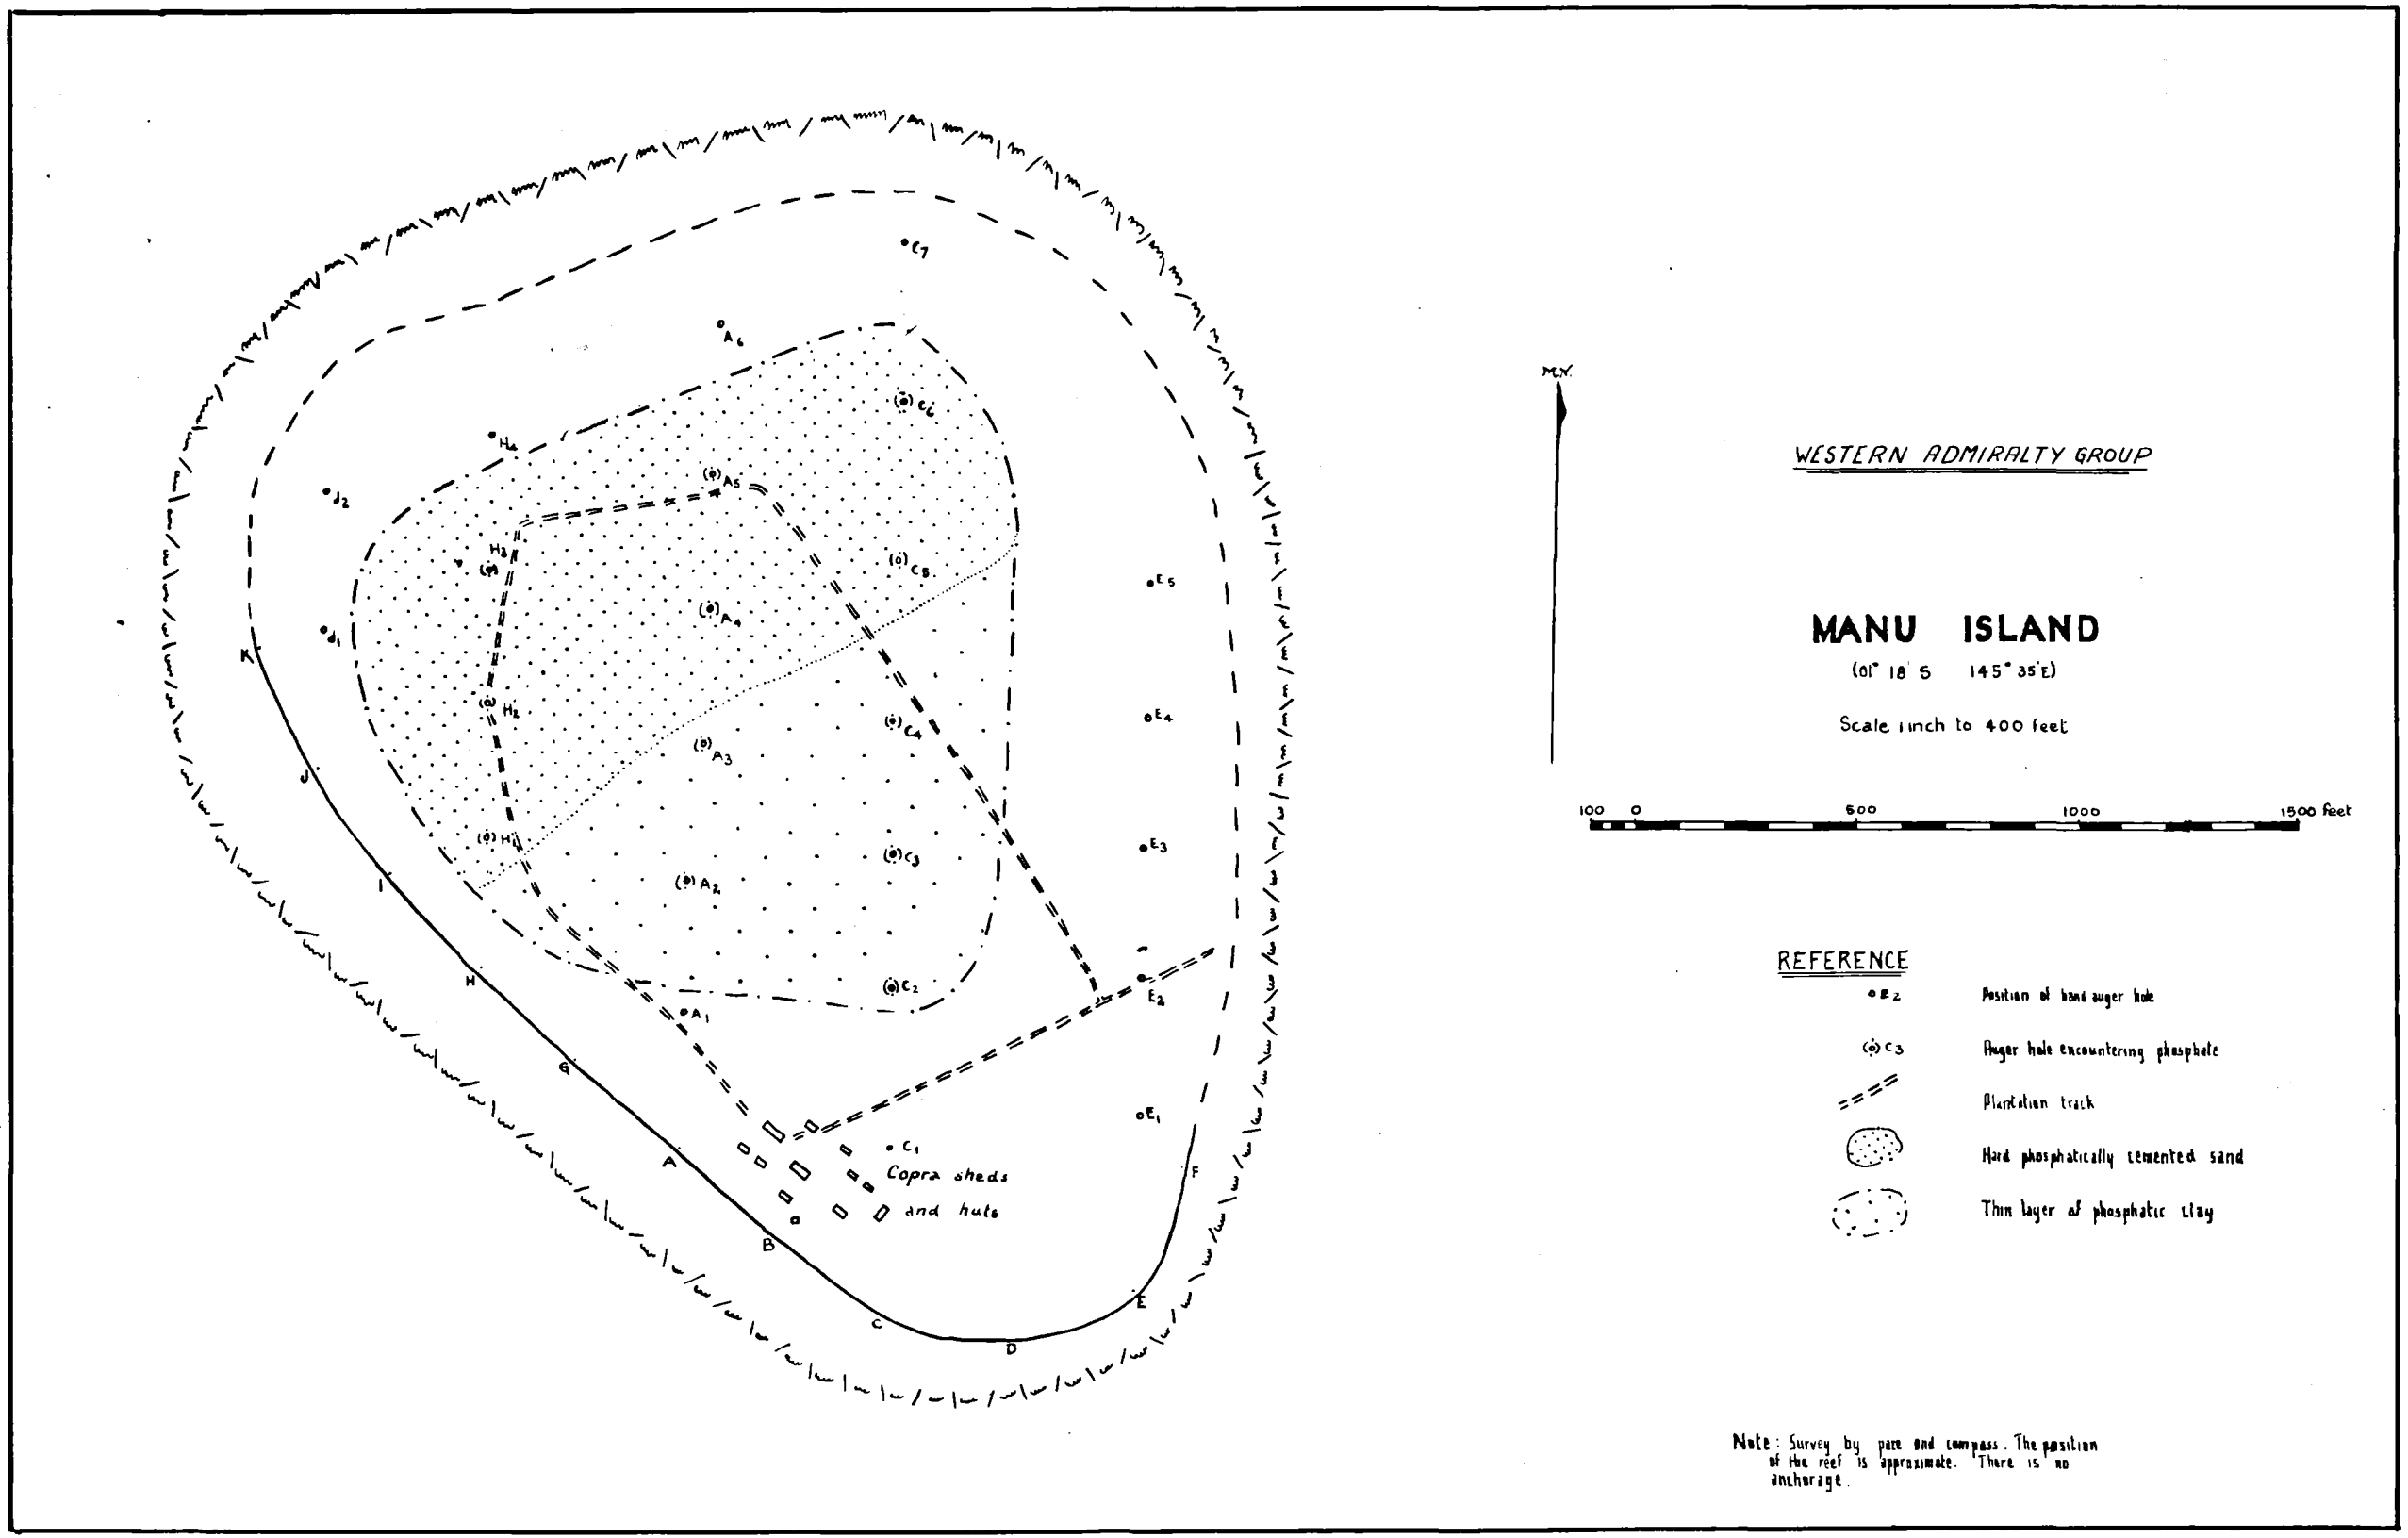 C7
A6
C6
H4
A5
d2
H3
C5
E5
A4
d1
K
H2
E4
C4
A3
J
H1
E3
C3
A2
I
H
C2
E2
A1
G
E1
C1
A
Copra sheds
F
and huts
B
E
C
D
M.N.
WESTERN ADMIRALTY GROUP
MANU ISLAND
(01° 18' S 145° 35'E)
Scale 1 inch to 400 feet
100 0 500 1000 1500 feet
REFERENCE
E2 Position of hand auger hole
C3 Auger hole encountering phosphate
Plantation track
Hard phosphatically cemented sand
Thin layer of phosphatic clay
Note: Survey by pace and compass. The position
of the reef is approximate. There is no
anchorage.